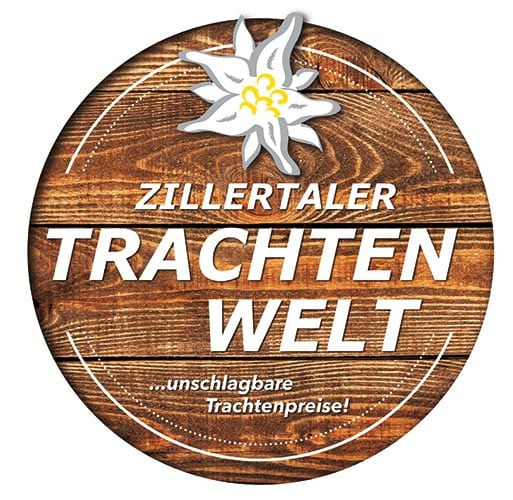 ZILLERTALER
TRACHTEN
WELT
...unschlagbare
Trachtenpreise!